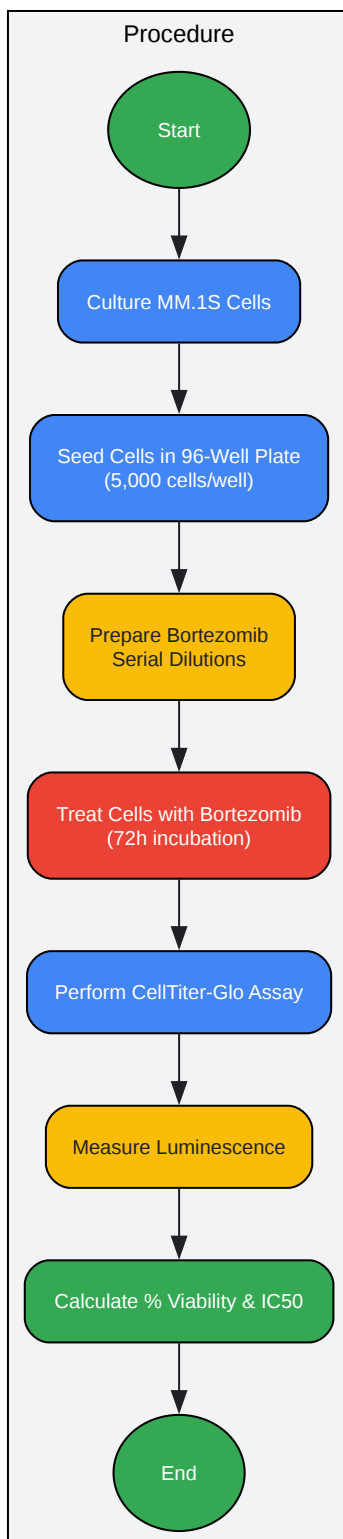 Procedure
Start
Culture MM.1S Cells
Seed Cells in 96-Well Plate
(5,000 cells/well)
Prepare Bortezomib
Serial Dilutions
Treat Cells with Bortezomib
(72h incubation)
Perform CellTiter-Glo Assay
Measure Luminescence
Calculate % Viability & IC50
End